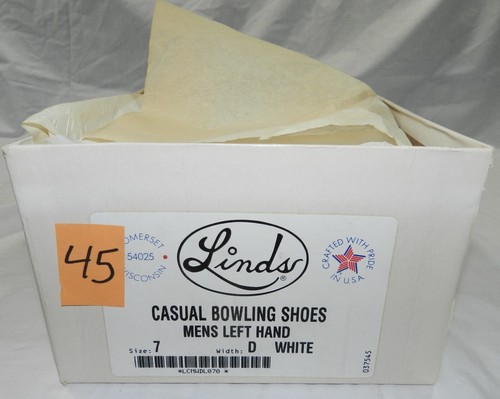 45
SOMERSET
54025
WISCONSIN
Linds®
CRAFTED WITH PRIDE
IN U.S.A
CASUAL BOWLING SHOES
MENS LEFT HAND
Size: 7 Width: D WHITE
*LCMWDL070 *
037545